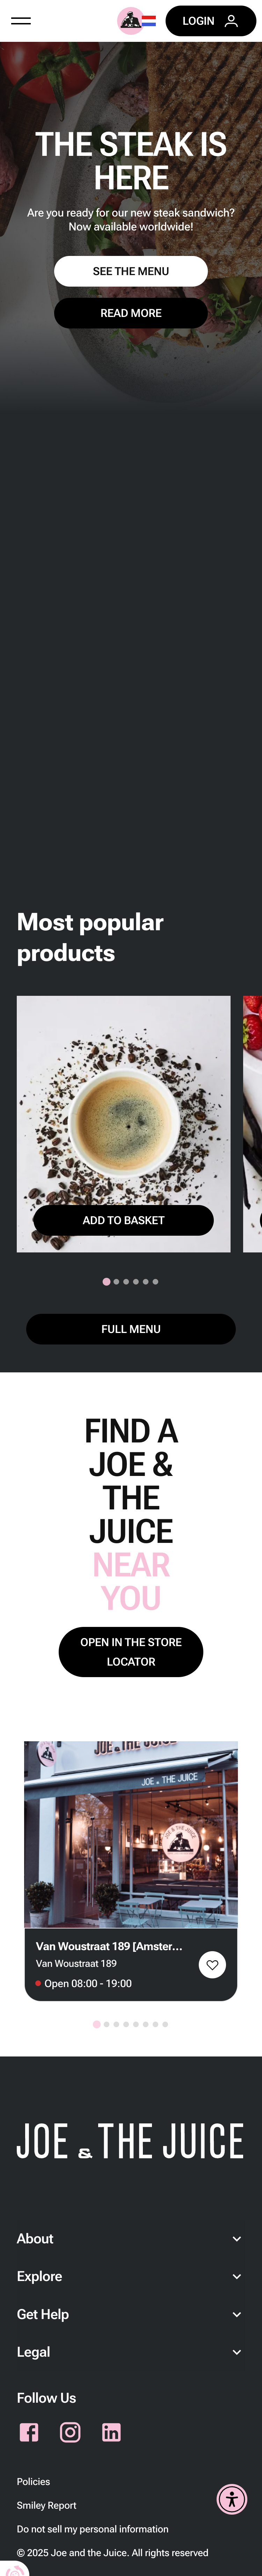 LOGIN
THE STEAK IS
HERE
Are you ready for our new steak sandwich?
Now available worldwide!
SEE THE MENU
READ MORE
Most popular
products
ADD TO BASKET
FULL MENU
FIND A
JOE &
THE
JUICE
NEAR
YOU
OPEN IN THE STORE
LOCATOR
JOE & THE JUICE
JOE & THE JUICE
Van Woustraat 189 [Amster...
Van Woustraat 189
Open 08:00 - 19:00
JOE & THE JUICE
About
Explore
Get Help
Legal
Follow Us
Policies
Smiley Report
Do not sell my personal information
© 2025 Joe and the Juice. All rights reserved